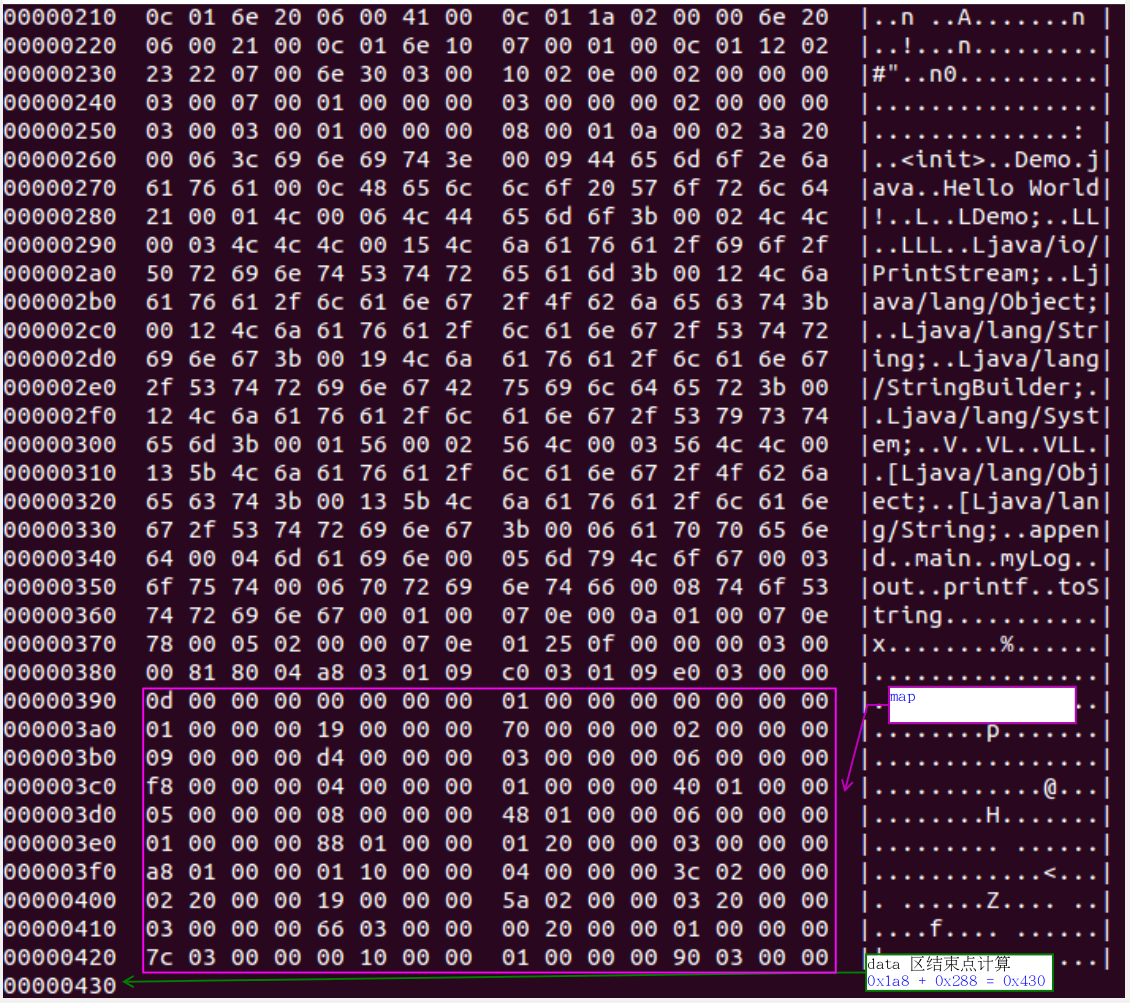 00000210 0c 01 6e 20 06 00 41 00 0c 01 1a 02 00 00 6e 20 |..n ..A.......n |
00000220 06 00 21 00 0c 01 6e 10 07 00 01 00 0c 01 12 02 |..!...n.........|
00000230 23 22 07 00 6e 30 03 00 10 02 0e 00 02 00 00 00 |#"..n0..........|
00000240 03 00 07 00 01 00 00 00 03 00 00 00 02 00 00 00 |................|
00000250 03 00 03 00 01 00 00 00 08 00 01 0a 00 02 3a 20 |..............: |
00000260 00 06 3c 69 6e 69 74 3e 00 09 44 65 6d 6f 2e 6a |..<init>..Demo.j|
00000270 61 76 61 00 0c 48 65 6c 6c 6f 20 57 6f 72 6c 64 |ava..Hello World|
00000280 21 00 01 4c 00 06 4c 44 65 6d 6f 3b 00 02 4c 4c |!..L..LDemo;..LL|
00000290 00 03 4c 4c 4c 00 15 4c 6a 61 76 61 2f 69 6f 2f |..LLL..Ljava/io/|
000002a0 50 72 69 6e 74 53 74 72 65 61 6d 3b 00 12 4c 6a |PrintStream;..Lj|
000002b0 61 76 61 2f 6c 61 6e 67 2f 4f 62 6a 65 63 74 3b |ava/lang/Object;|
000002c0 00 12 4c 6a 61 76 61 2f 6c 61 6e 67 2f 53 74 72 |..Ljava/lang/Str|
000002d0 69 6e 67 3b 00 19 4c 6a 61 76 61 2f 6c 61 6e 67 |ing;..Ljava/lang|
000002e0 2f 53 74 72 69 6e 67 42 75 69 6c 64 65 72 3b 00 |/StringBuilder;.|
000002f0 12 4c 6a 61 76 61 2f 6c 61 6e 67 2f 53 79 73 74 |.Ljava/lang/Syst|
00000300 65 6d 3b 00 01 56 00 02 56 4c 00 03 56 4c 4c 00 |em;..V..VL..VLL.|
00000310 13 5b 4c 6a 61 76 61 2f 6c 61 6e 67 2f 4f 62 6a |.[Ljava/lang/Obj|
00000320 65 63 74 3b 00 13 5b 4c 6a 61 76 61 2f 6c 61 6e |ect;..[Ljava/lan|
00000330 67 2f 53 74 72 69 6e 67 3b 00 06 61 70 70 65 6e |g/String;..appen|
00000340 64 00 04 6d 61 69 6e 00 05 6d 79 4c 6f 67 00 03 |d..main..myLog..|
00000350 6f 75 74 00 06 70 72 69 6e 74 66 00 08 74 6f 53 |out..printf..toS|
00000360 74 72 69 6e 67 00 01 00 07 0e 00 0a 01 00 07 0e |tring...........|
00000370 78 00 05 02 00 00 07 0e 01 25 0f 00 00 00 03 00 |x........%......|
00000380 00 81 80 04 a8 03 01 09 c0 03 01 09 e0 03 00 00 |................|
00000390 0d 00 00 00 00 00 00 00 01 00 00 00 00 00 00 00
map
000003a0 01 00 00 00 19 00 00 00 70 00 00 00 02 00 00 00 |........p.......|
000003b0 09 00 00 00 d4 00 00 00 03 00 00 00 06 00 00 00 |................|
000003c0 f8 00 00 00 04 00 00 00 01 00 00 00 40 01 00 00 |............@...|
000003d0 05 00 00 00 08 00 00 00 48 01 00 00 06 00 00 00 |........H.......|
000003e0 01 00 00 00 88 01 00 00 01 20 00 00 03 00 00 00 |......... ......|
000003f0 a8 01 00 00 01 10 00 00 04 00 00 00 3c 02 00 00 |............<...|
00000400 02 20 00 00 19 00 00 00 5a 02 00 00 03 20 00 00 |. ......Z.... ..|
00000410 03 00 00 00 66 03 00 00 00 20 00 00 01 00 00 00 |....f.... ......|
00000420 7c 03 00 00 00 10 00 00 01 00 00 00 90 03 00 00
data 区结束点计算
0x1a8 + 0x288 = 0x430
00000430